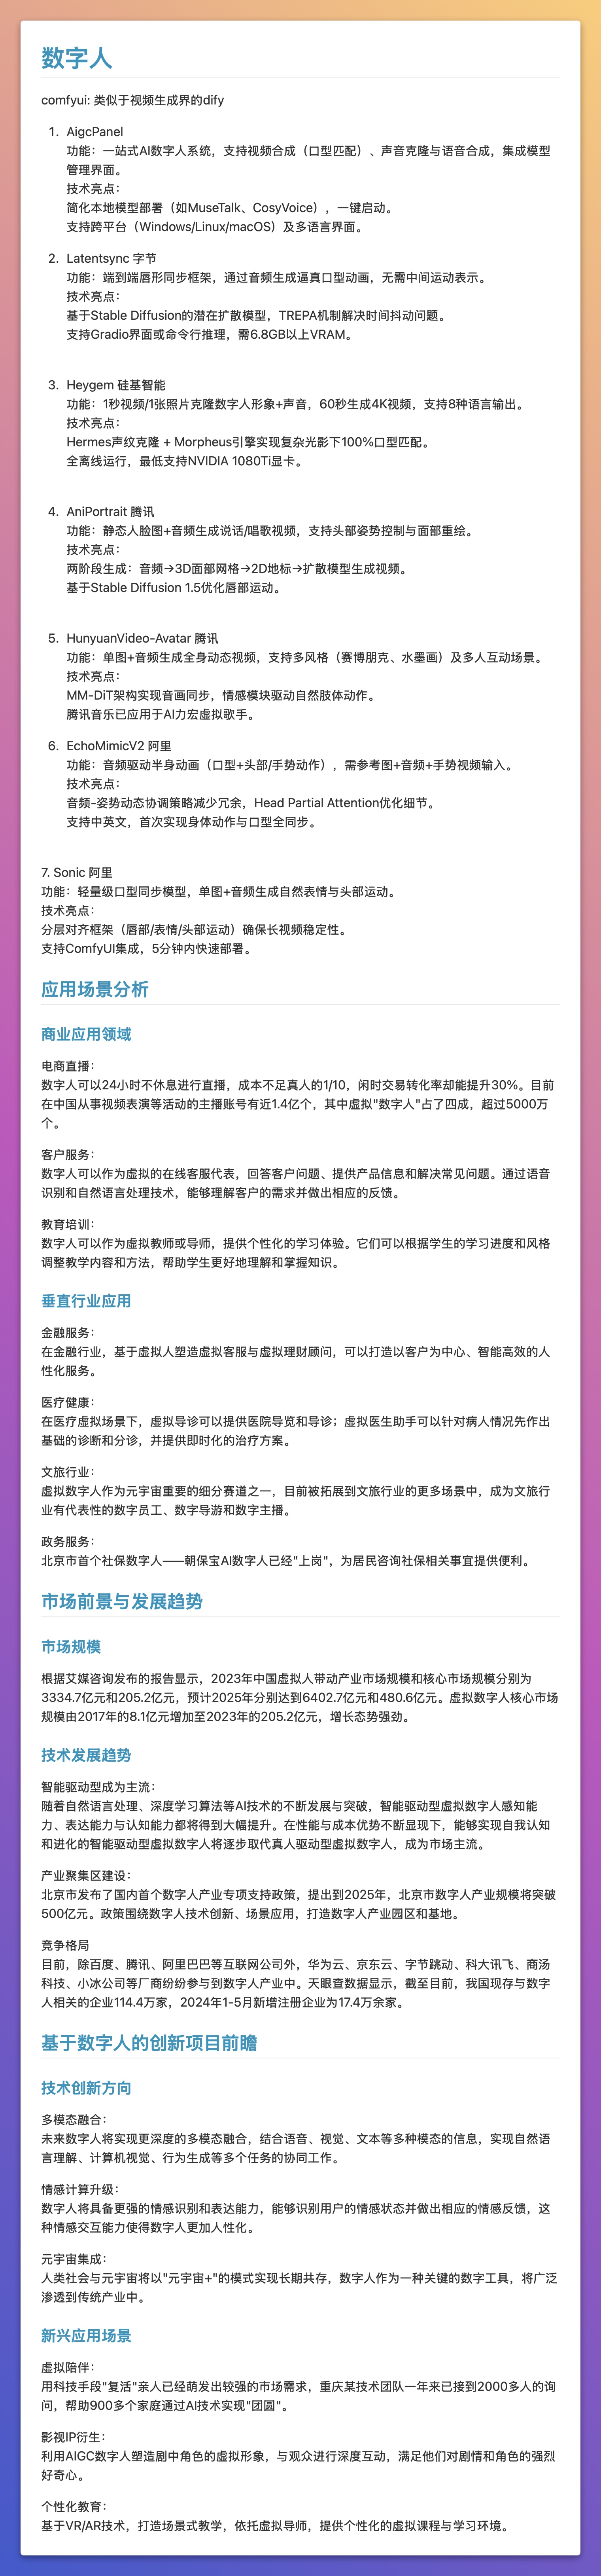 数字人
comfyui: 类似于视频生成界的dify
1. AigcPanel
功能：一站式AI数字人系统，支持视频合成（口型匹配）、声音克隆与语音合成，集成模型
管理界面。
技术亮点：
简化本地模型部署（如MuseTalk、CosyVoice），一键启动。
支持跨平台（Windows/Linux/macOS）及多语言界面。
2. Latentsync 字节
功能：端到端唇形同步框架，通过音频生成逼真口型动画，无需中间运动表示。
技术亮点：
基于Stable Diffusion的潜在扩散模型，TREPA机制解决时间抖动问题。
支持Gradio界面或命令行推理，需6.8GB以上VRAM。
3. Heygem 硅基智能
功能：1秒视频/1张照片克隆数字人形象+声音，60秒生成4K视频，支持8种语言输出。
技术亮点：
Hermes声纹克隆 + Morpheus引擎实现复杂光影下100%口型匹配。
全离线运行，最低支持NVIDIA 1080Ti显卡。
4. AniPortrait 腾讯
功能：静态人脸图+音频生成说话/唱歌视频，支持头部姿势控制与面部重绘。
技术亮点：
两阶段生成：音频→3D面部网格→2D地标→扩散模型生成视频。
基于Stable Diffusion 1.5优化唇部运动。
5. HunyuanVideo-Avatar 腾讯
功能：单图+音频生成全身动态视频，支持多风格（赛博朋克、水墨画）及多人互动场景。
技术亮点：
MM-DiT架构实现音画同步，情感模块驱动自然肢体动作。
腾讯音乐已应用于AI力宏虚拟歌手。
6. EchoMimicV2 阿里
功能：音频驱动半身动画（口型+头部/手势动作），需参考图+音频+手势视频输入。
技术亮点：
音频-姿势动态协调策略减少冗余，Head Partial Attention优化细节。
支持中英文，首次实现身体动作与口型全同步。
7. Sonic 阿里
功能：轻量级口型同步模型，单图+音频生成自然表情与头部运动。
技术亮点：
分层对齐框架（唇部/表情/头部运动）确保长视频稳定性。
支持ComfyUI集成，5分钟内快速部署。
应用场景分析
商业应用领域
电商直播：
数字人可以24小时不休息进行直播，成本不足真人的1/10，闲时交易转化率却能提升30%。目前
在中国从事视频表演等活动的主播账号有近1.4亿个，其中虚拟"数字人"占了四成，超过5000万
个。
客户服务：
数字人可以作为虚拟的在线客服代表，回答客户问题、提供产品信息和解决常见问题。通过语音
识别和自然语言处理技术，能够理解客户的需求并做出相应的反馈。
教育培训：
数字人可以作为虚拟教师或导师，提供个性化的学习体验。它们可以根据学生的学习进度和风格
调整教学内容和方法，帮助学生更好地理解和掌握知识。
垂直行业应用
金融服务：
在金融行业，基于虚拟人塑造虚拟客服与虚拟理财顾问，可以打造以客户为中心、智能高效的人
性化服务。
医疗健康：
在医疗虚拟场景下，虚拟导诊可以提供医院导览和导诊；虚拟医生助手可以针对病人情况先作出
基础的诊断和分诊，并提供即时化的治疗方案。
文旅行业：
虚拟数字人作为元宇宙重要的细分赛道之一，目前被拓展到文旅行业的更多场景中，成为文旅行
业有代表性的数字员工、数字导游和数字主播。
政务服务：
北京市首个社保数字人——朝保宝AI数字人已经"上岗"，为居民咨询社保相关事宜提供便利。
市场前景与发展趋势
市场规模
根据艾媒咨询发布的报告显示，2023年中国虚拟人带动产业市场规模和核心市场规模分别为
3334.7亿元和205.2亿元，预计2025年分别达到6402.7亿元和480.6亿元。虚拟数字人核心市场
规模由2017年的8.1亿元增加至2023年的205.2亿元，增长态势强劲。
技术发展趋势
智能驱动型成为主流：
随着自然语言处理、深度学习算法等AI技术的不断发展与突破，智能驱动型虚拟数字人感知能
力、表达能力与认知能力都将得到大幅提升。在性能与成本优势不断显现下，能够实现自我认知
和进化的智能驱动型虚拟数字人将逐步取代真人驱动型虚拟数字人，成为市场主流。
产业聚集区建设：
北京市发布了国内首个数字人产业专项支持政策，提出到2025年，北京市数字人产业规模将突破
500亿元。政策围绕数字人技术创新、场景应用，打造数字人产业园区和基地。
竞争格局
目前，除百度、腾讯、阿里巴巴等互联网公司外，华为云、京东云、字节跳动、科大讯飞、商汤
科技、小冰公司等厂商纷纷参与到数字人产业中。天眼查数据显示，截至目前，我国现存与数字
人相关的企业114.4万家，2024年1-5月新增注册企业为17.4万余家。
基于数字人的创新项目前瞻
技术创新方向
多模态融合：
未来数字人将实现更深度的多模态融合，结合语音、视觉、文本等多种模态的信息，实现自然语
言理解、计算机视觉、行为生成等多个任务的协同工作。
情感计算升级：
数字人将具备更强的情感识别和表达能力，能够识别用户的情感状态并做出相应的情感反馈，这
种情感交互能力使得数字人更加人性化。
元宇宙集成：
人类社会与元宇宙将以"元宇宙+"的模式实现长期共存，数字人作为一种关键的数字工具，将广泛
渗透到传统产业中。
新兴应用场景
虚拟陪伴：
用科技手段"复活"亲人已经萌发出较强的市场需求，重庆某技术团队一年来已接到2000多人的询
问，帮助900多个家庭通过AI技术实现"团圆"。
影视IP衍生：
利用AIGC数字人塑造剧中角色的虚拟形象，与观众进行深度互动，满足他们对剧情和角色的强烈
好奇心。
个性化教育：
基于VR/AR技术，打造场景式教学，依托虚拟导师，提供个性化的虚拟课程与学习环境。